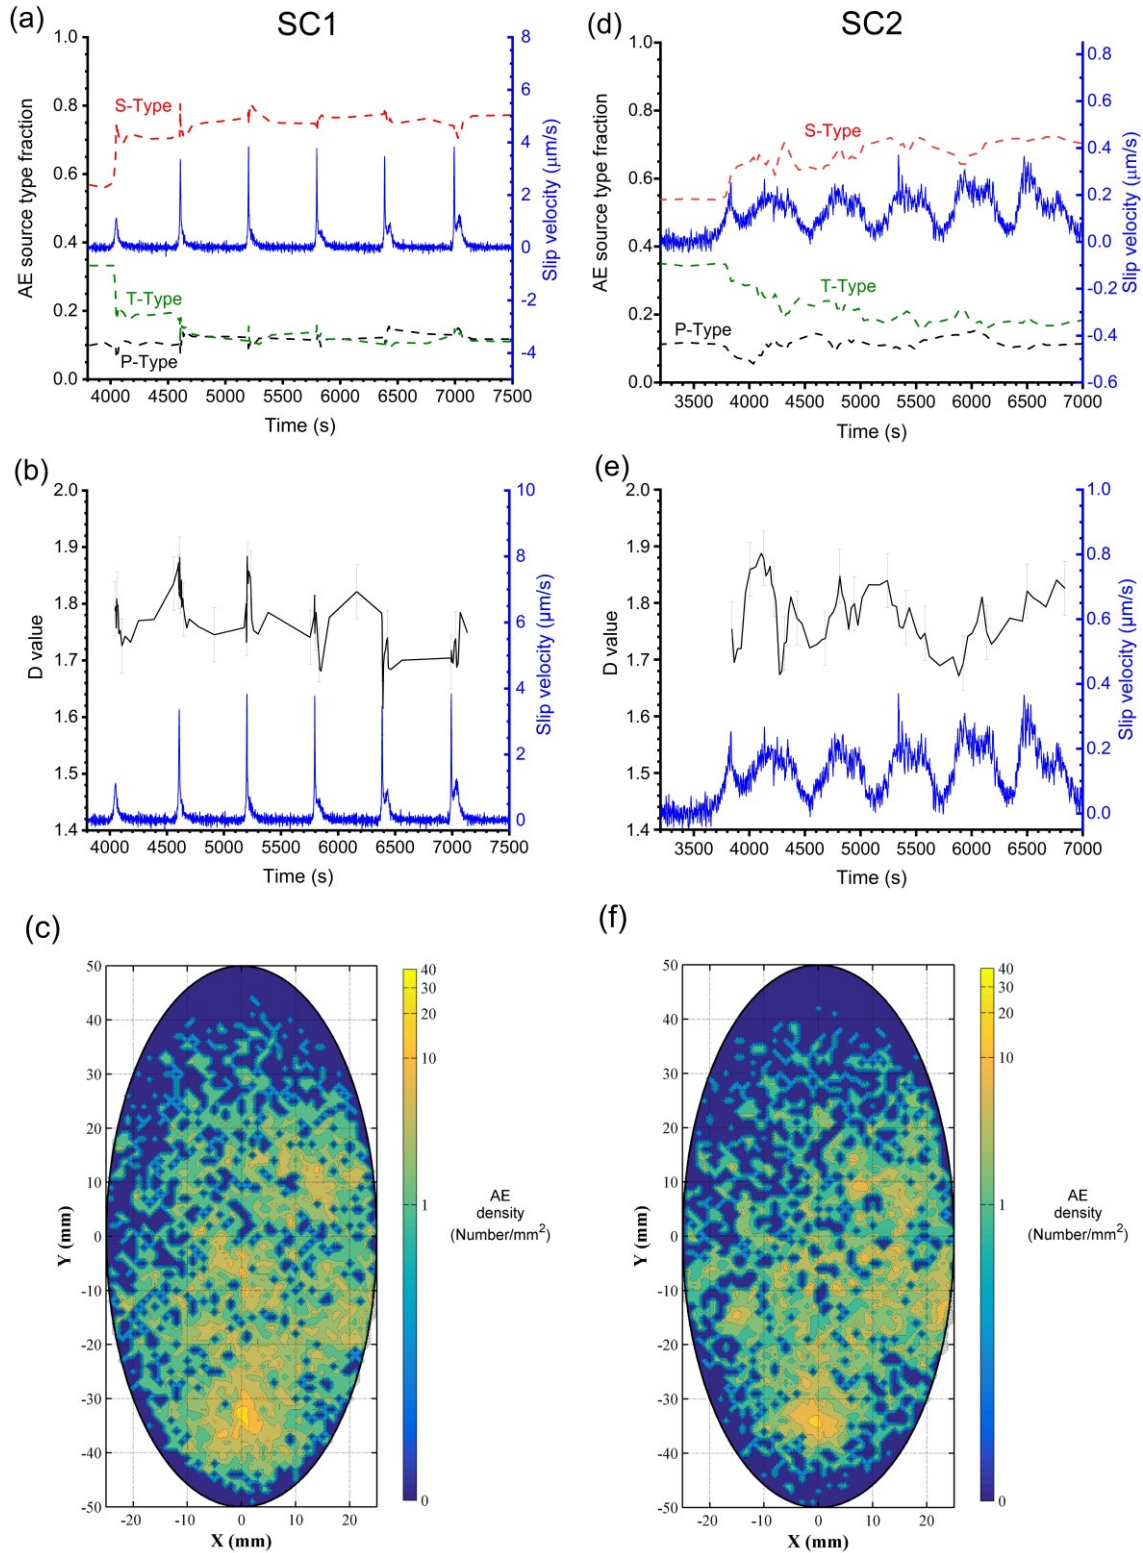 (a)
SC1
1.0
0.8
0.6
0.4
0.2
0.0
AE source type fraction
S-Type
T-Type
P-Type
8
6
4
2
0
-2
-4
Slip velocity (μm/s)
4000 4500 5000 5500 6000 6500 7000 7500
Time (s)
(d)
SC2
1.0
0.8
0.6
0.4
0.2
0.0
AE source type fraction
S-Type
T-Type
P-Type
0.8
0.6
0.4
0.2
0.0
-0.2
-0.4
-0.6
Slip velocity (μm/s)
3500 4000 4500 5000 5500 6000 6500 7000
Time (s)
(b)
2.0
1.9
1.8
1.7
1.6
1.5
1.4
D value
10
8
6
4
2
0
Slip velocity (μm/s)
4000 4500 5000 5500 6000 6500 7000 7500
Time (s)
(e)
2.0
1.9
1.8
1.7
1.6
1.5
1.4
D value
1.0
0.8
0.6
0.4
0.2
0.0
Slip velocity (μm/s)
3500 4000 4500 5000 5500 6000 6500 7000
Time (s)
(c)
50
40
30
20
10
0
-10
-20
-30
-40
-50
Y (mm)
-20 -10 0 10 20
X (mm)
40
30
20
10
1
0
AE
density
(Number/mm²)
(f)
50
40
30
20
10
0
-10
-20
-30
-40
-50
Y (mm)
-20 -10 0 10 20
X (mm)
40
30
20
10
1
0
AE
density
(Number/mm²)